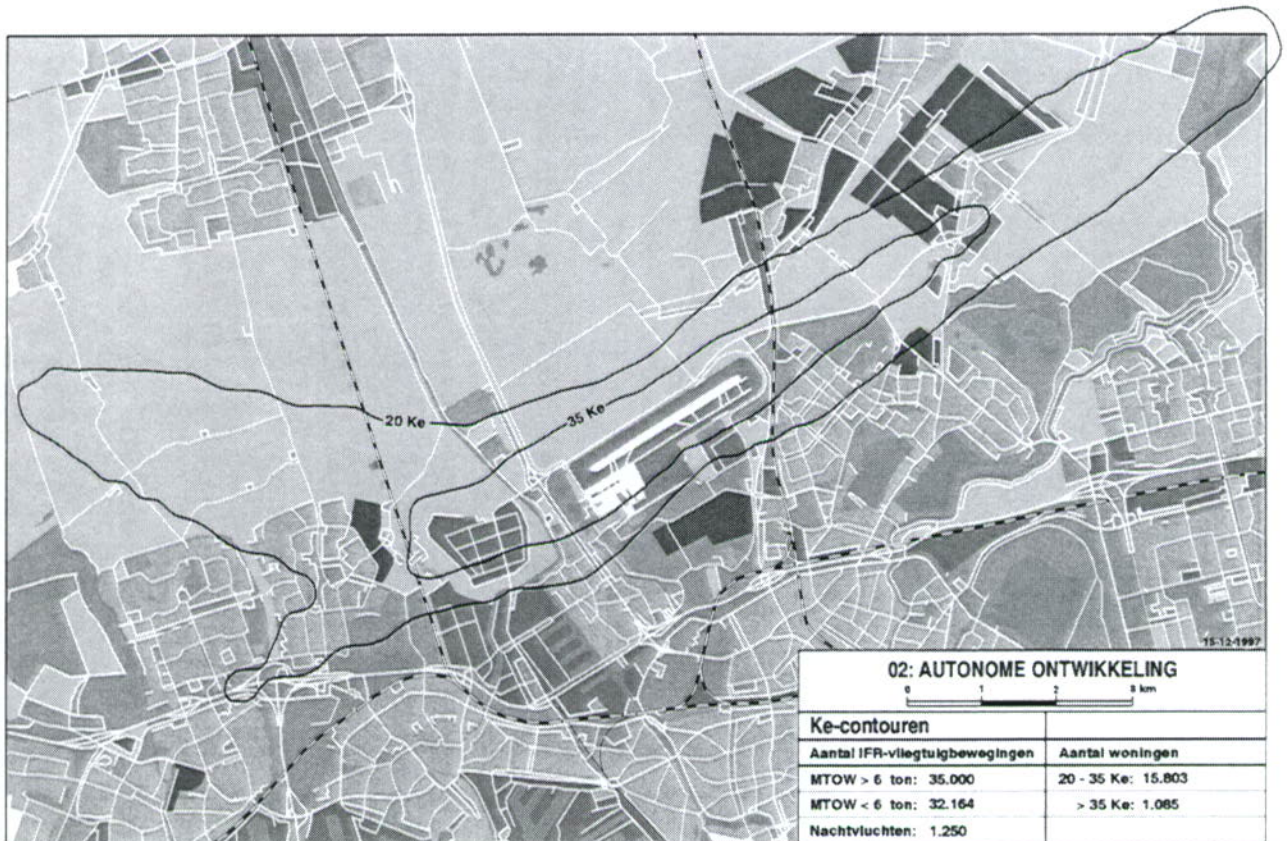 20 Ke
35 Ke
15-12-1997
02: AUTONOME ONTWIKKELING
0 1 2 3 km
Ke-contouren
Aantal IFR-vliegtuigbewegingen Aantal woningen
MTOW > 6 ton: 35.000 20 - 35 Ke: 15.803
MTOW < 6 ton: 32.164 > 35 Ke: 1.085
Nachtvluchten: 1.250